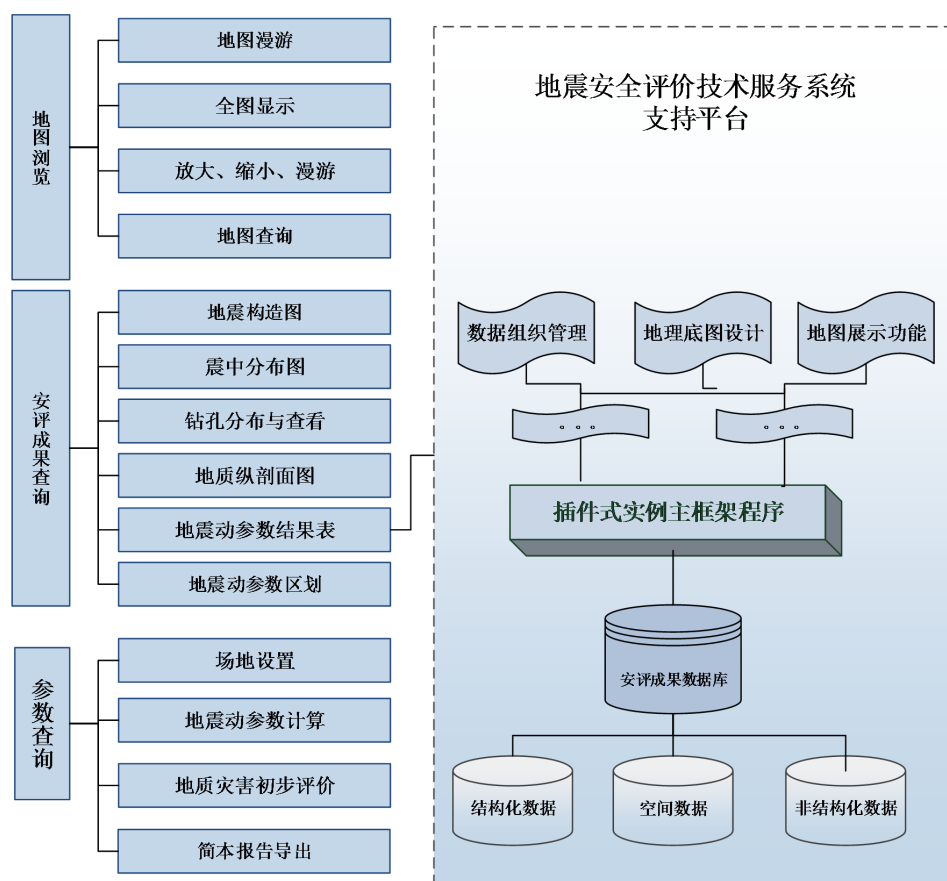 地图浏览
地图漫游
全图显示
放大、缩小、漫游
地图查询
安评成果查询
地震构造图
震中分布图
钻孔分布与查看
地质纵剖面图
地震动参数结果表
地震动参数区划
参数查询
场地设置
地震动参数计算
地质灾害初步评价
简本报告导出
地震安全评价技术服务系统
支持平台
数据组织管理
地理底图设计
地图展示功能
。。。
。。。
插件式实例主框架程序
安评成果数据库
结构化数据
空间数据
非结构化数据